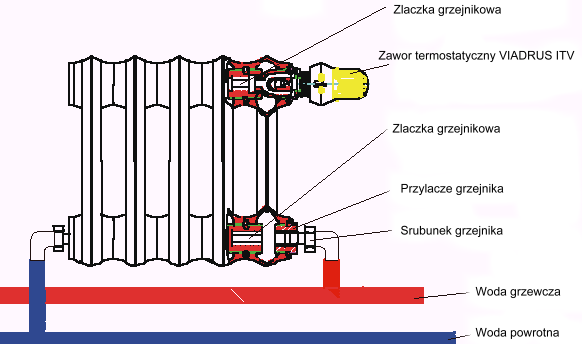 Zlaczka grzejnikowa
Zawor termostatyczny VIADRUS ITV
Zlaczka grzejnikowa
Przylacze grzejnika
Srubunek grzejnika
Woda grzewcza
Woda powrotna